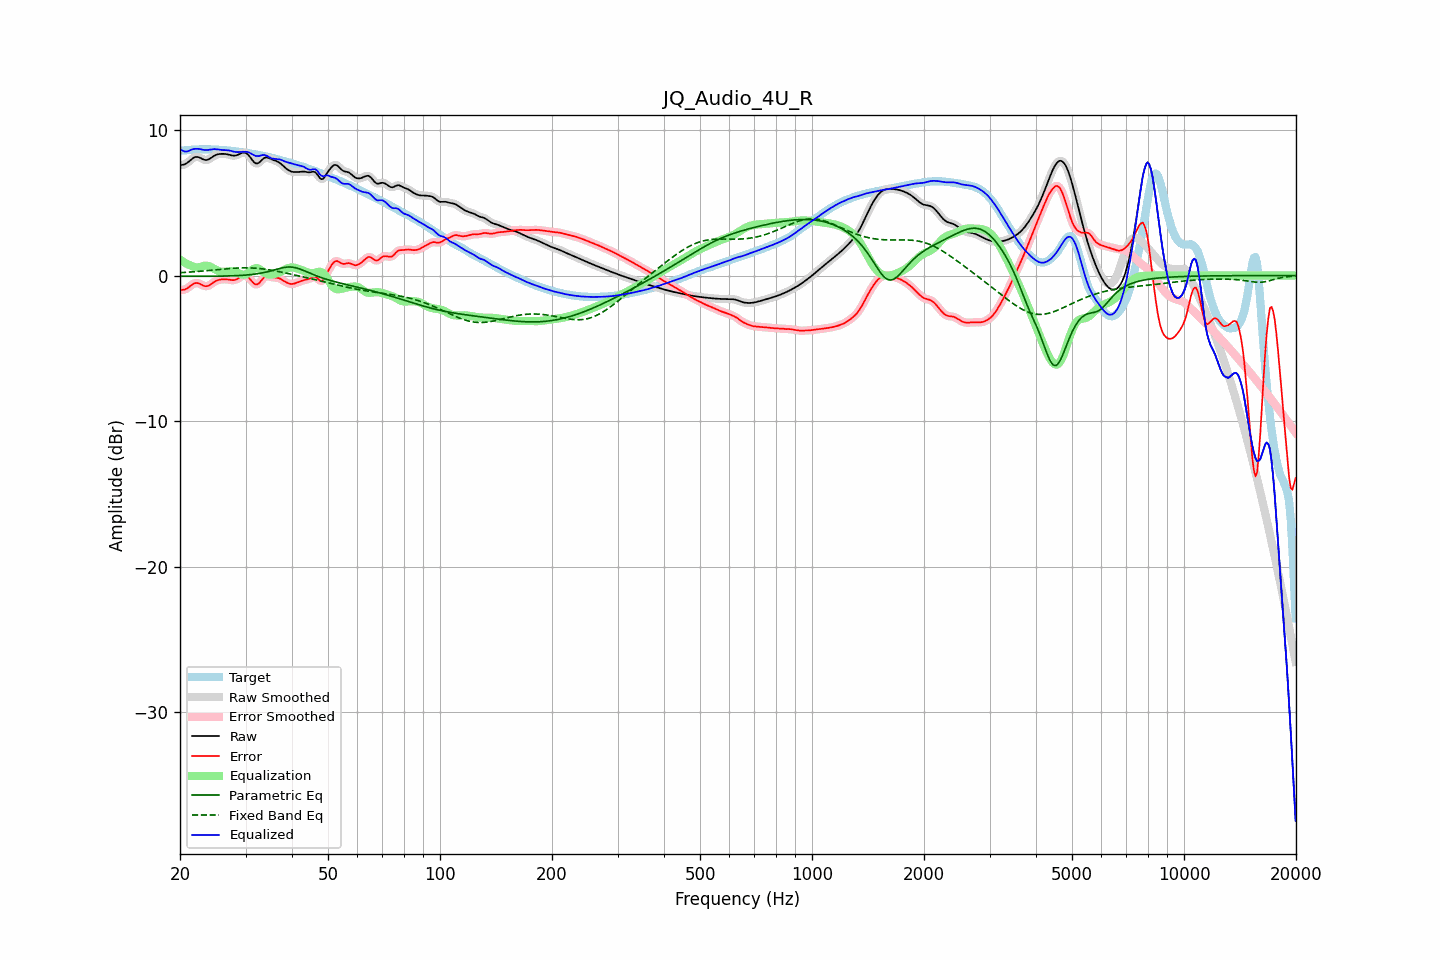 JQ_Audio_4U_R
10
0
−10
−20
−30
Amplitude (dBr)
Target
Raw Smoothed
Error Smoothed
Raw
Error
Equalization
Parametric Eq
Fixed Band Eq
Equalized
20 50 100 200 500 1000 2000 5000 10000 20000
Frequency (Hz)